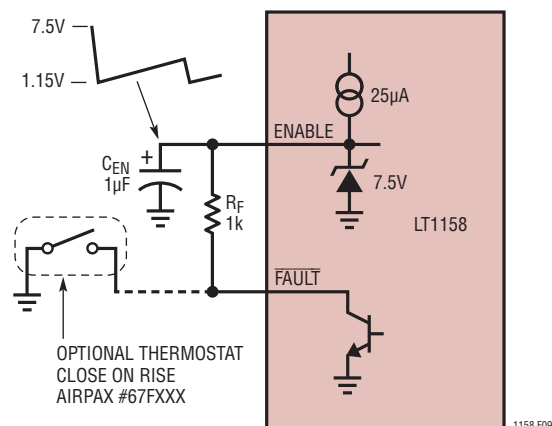 7.5V
1.15V
25µA
ENABLE
CEN
1µF
+
7.5V
RF
1k
LT1158
FAULT
OPTIONAL THERMOSTAT
CLOSE ON RISE
AIRPAX #67FXXX
1158 F09